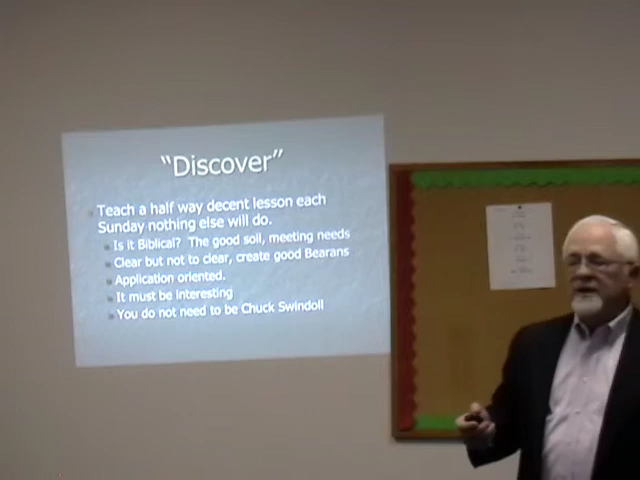 “Discover”
Teach a half way decent lesson each
Sunday nothing else will do.
Is it Biblical? The good soil, meeting needs
Clear but not to clear, create good Bearans
Application oriented.
It must be interesting
You do not need to be Chuck Swindoll